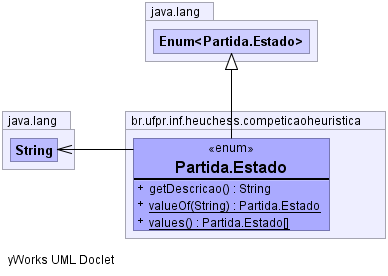 java.lang
Enum<Partida.Estado>
java.lang
String
br.ufpr.inf.heuchess.competicaoheuristica
«enum»
Partida.Estado
+ getDescricao() : String
+ valueOf(String) : Partida.Estado
+ values() : Partida.Estado[]
yWorks UML Doclet